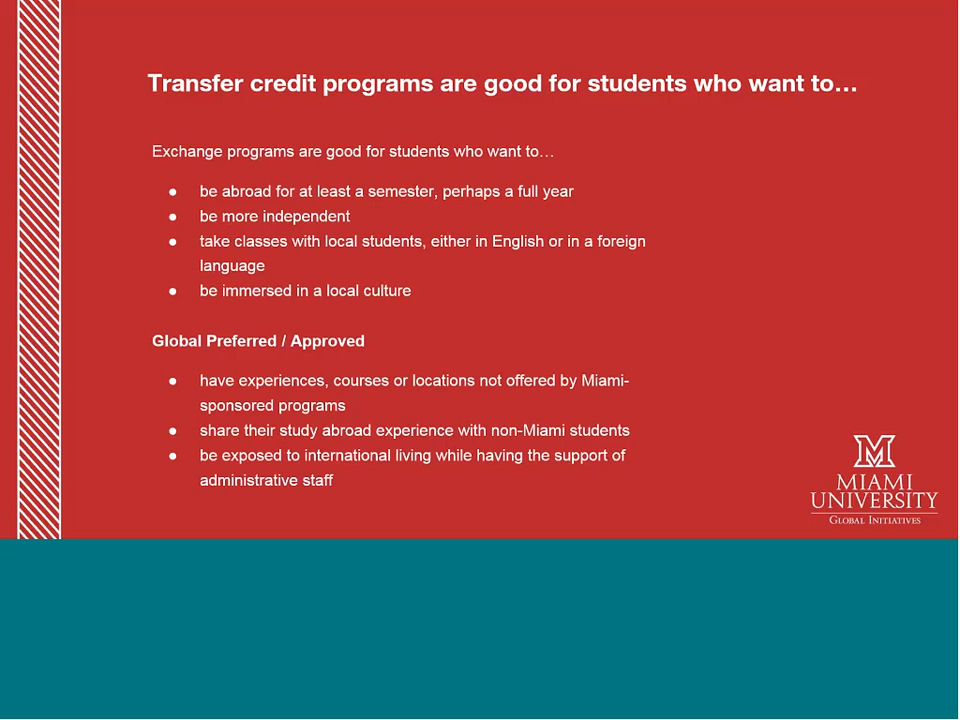 Transfer credit programs are good for students who want to…
Exchange programs are good for students who want to…
● be abroad for at least a semester, perhaps a full year
● be more independent
● take classes with local students, either in English or in a foreign
language
● be immersed in a local culture
Global Preferred / Approved
● have experiences, courses or locations not offered by Miami-
sponsored programs
● share their study abroad experience with non-Miami students
● be exposed to international living while having the support of
administrative staff
M
MIAMI
UNIVERSITY
GLOBAL INITIATIVES